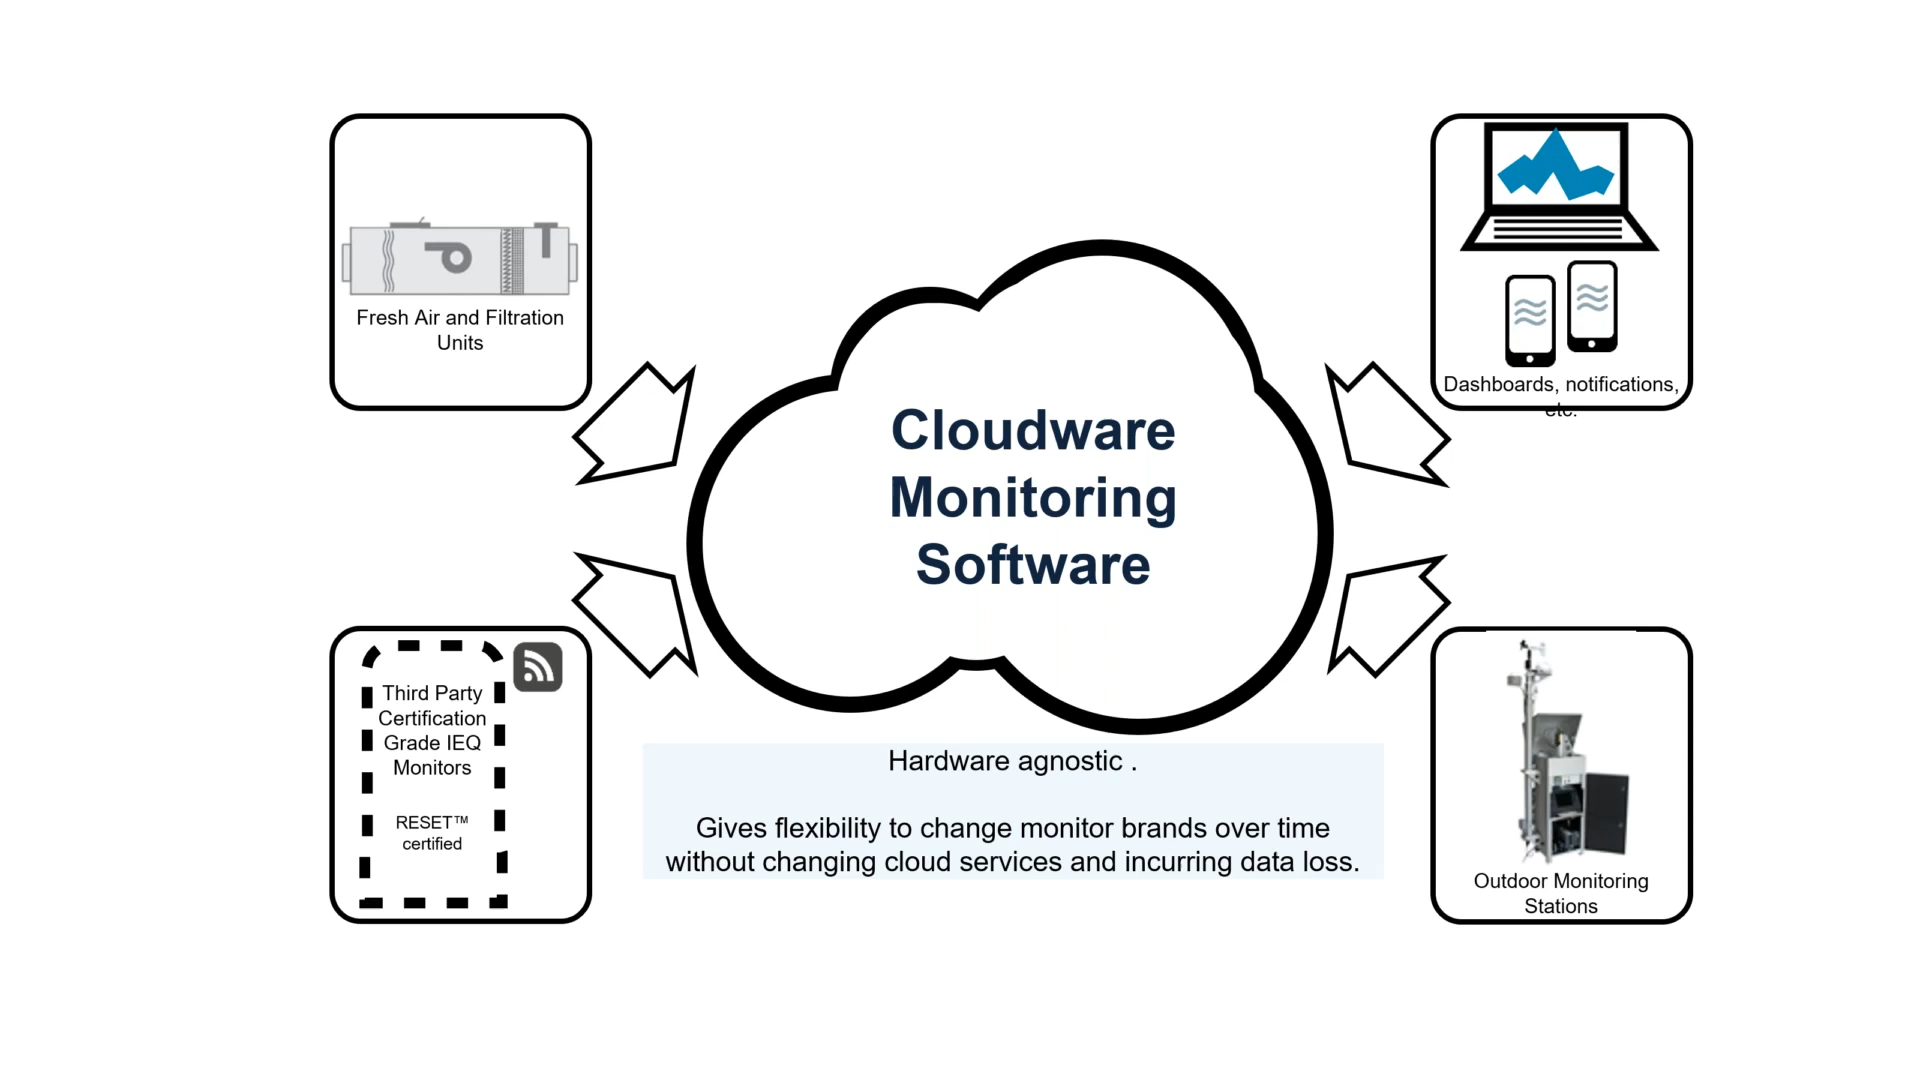 Fresh Air and Filtration
Units
Dashboards, notifications,
etc.
Cloudware
Monitoring
Software
Third Party
Certification
Grade IEQ
Monitors
RESET™
certified
Hardware agnostic .
Gives flexibility to change monitor brands over time
without changing cloud services and incurring data loss.
Outdoor Monitoring
Stations